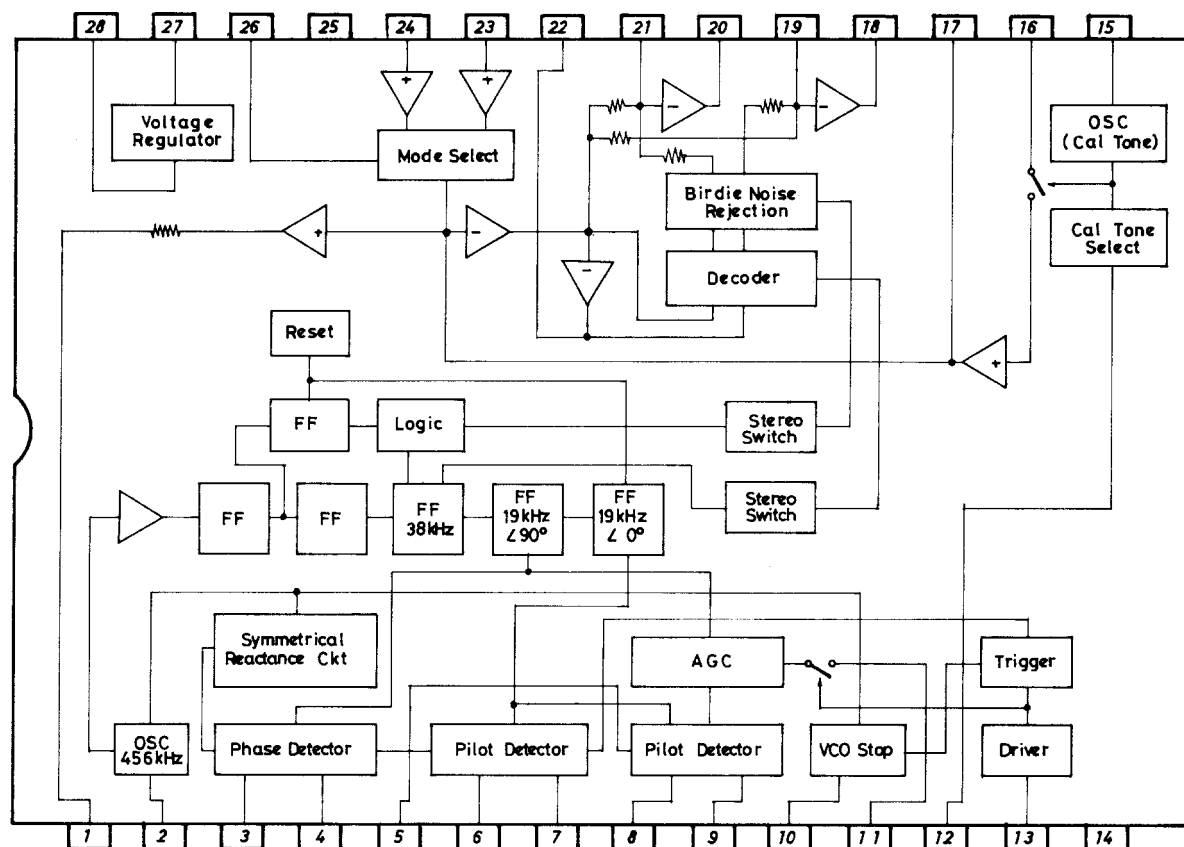 28 27 26 25 24 23 22 21 20 19 18 17 16 15
+ +
Voltage
Regulator
Mode Select
- -
OSC
(Cal Tone)
Birdie Noise
Rejection
Cal Tone
Select
+
-
-
Decoder
Reset
+
FF
Logic
Stereo
Switch
FF
FF
FF
38kHz
FF
19kHz
∠90°
FF
19kHz
∠0°
Stereo
Switch
Symmetrical
Reactance Ckt
AGC
Trigger
OSC
456kHz
Phase Detector
Pilot Detector
Pilot Detector
VCO Stop
Driver
1 2 3 4 5 6 7 8 9 10 11 12 13 14